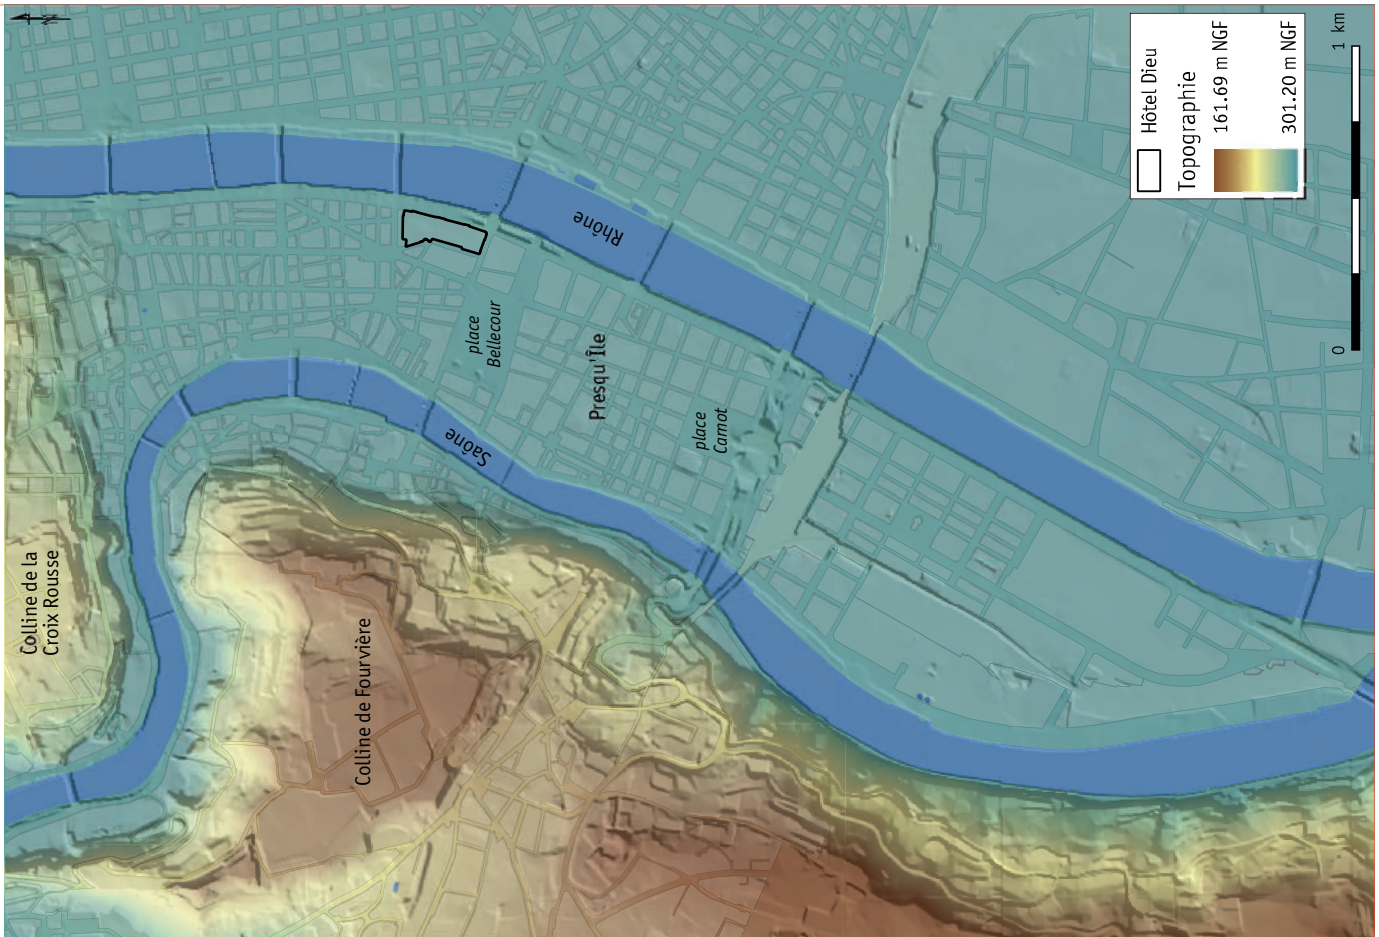 N
Colline de la
Croix Rousse
Colline de Fourvière
Saône
Rhône
place
Bellecour
Presqu'Île
place
Carnot
Hôtel Dieu
Topographie
161.69 m NGF
301.20 m NGF
0
1 km